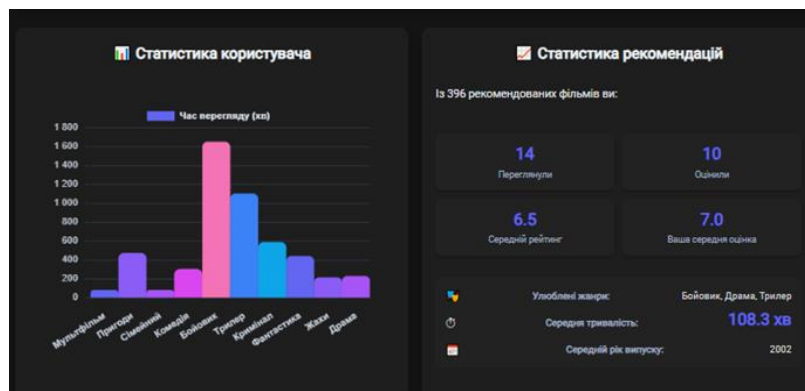 Статистика користувача
Час перегляду (хв)
1 800
1 600
1 400
1 200
1 000
800
600
400
200
0
Мультфільм
Пригоди
Сімейний
Комедія
Бойовик
Трилер
Кримінал
Фантастика
Жахи
Драма
Статистика рекомендацій
Із 396 рекомендованих фільмів ви:
14
Переглянули
10
Оцінили
6.5
Середній рейтинг
7.0
Ваша середня оцінка
Улюблені жанри: Бойовик, Драма, Трилер
Середня тривалість: 108.3 хв
Середній рік випуску: 2002